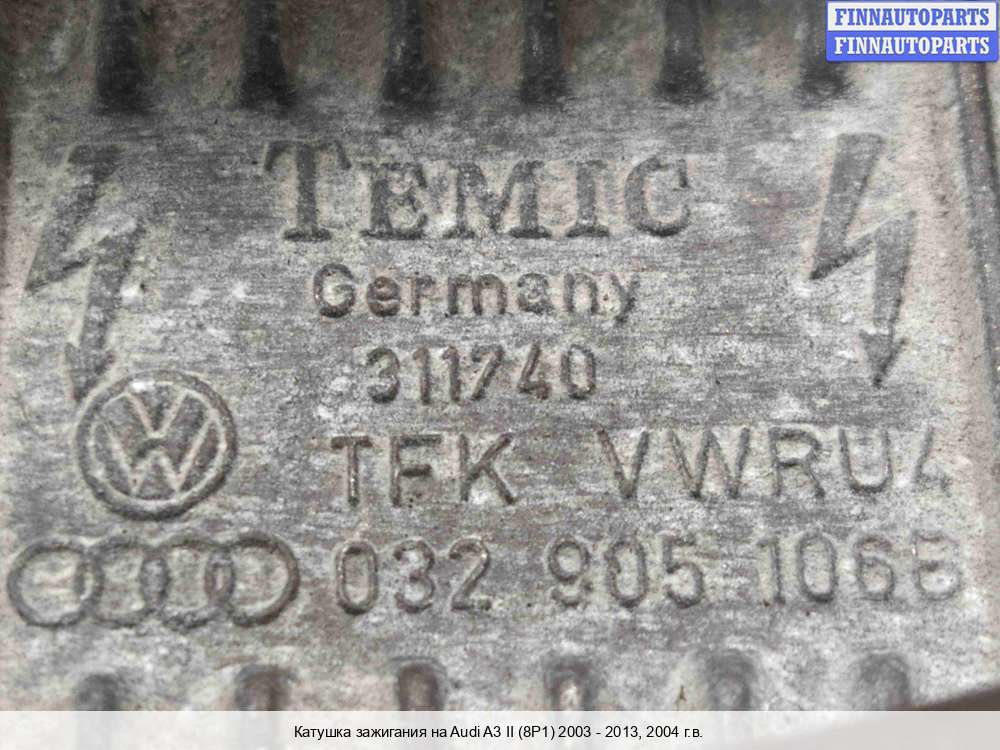 FINNAUTOPARTS
FINNAUTOPARTS
TEMIC
Germany
311740
TFK VWRU4
032 905 106B
Катушка зажигания на Audi A3 II (8P1) 2003 - 2013, 2004 г.в.